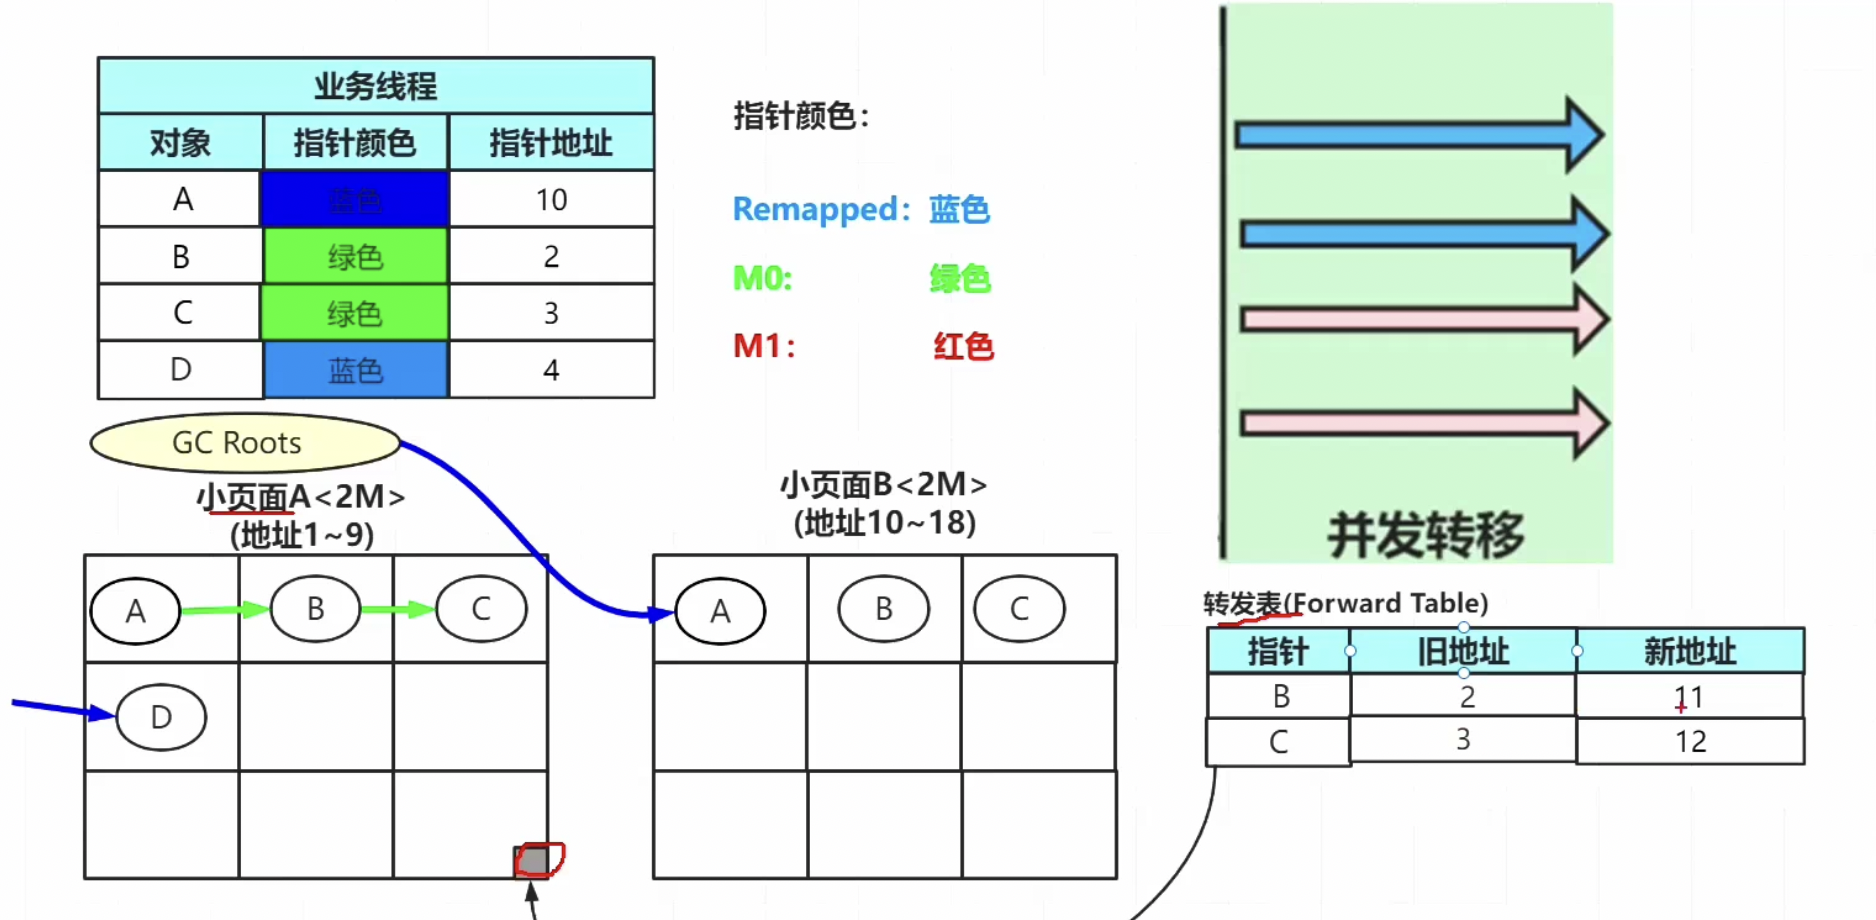 业务线程
对象 指针颜色 指针地址
A 蓝色 10
B 绿色 2
C 绿色 3
D 蓝色 4
指针颜色：
Remapped： 蓝色
M0: 绿色
M1： 红色
并发转移
GC Roots
小页面A<2M>
(地址1~9)
A B C
D
小页面B<2M>
(地址10~18)
A B C
转发表(Forward Table)
指针 旧地址 新地址
B 2 11
C 3 12